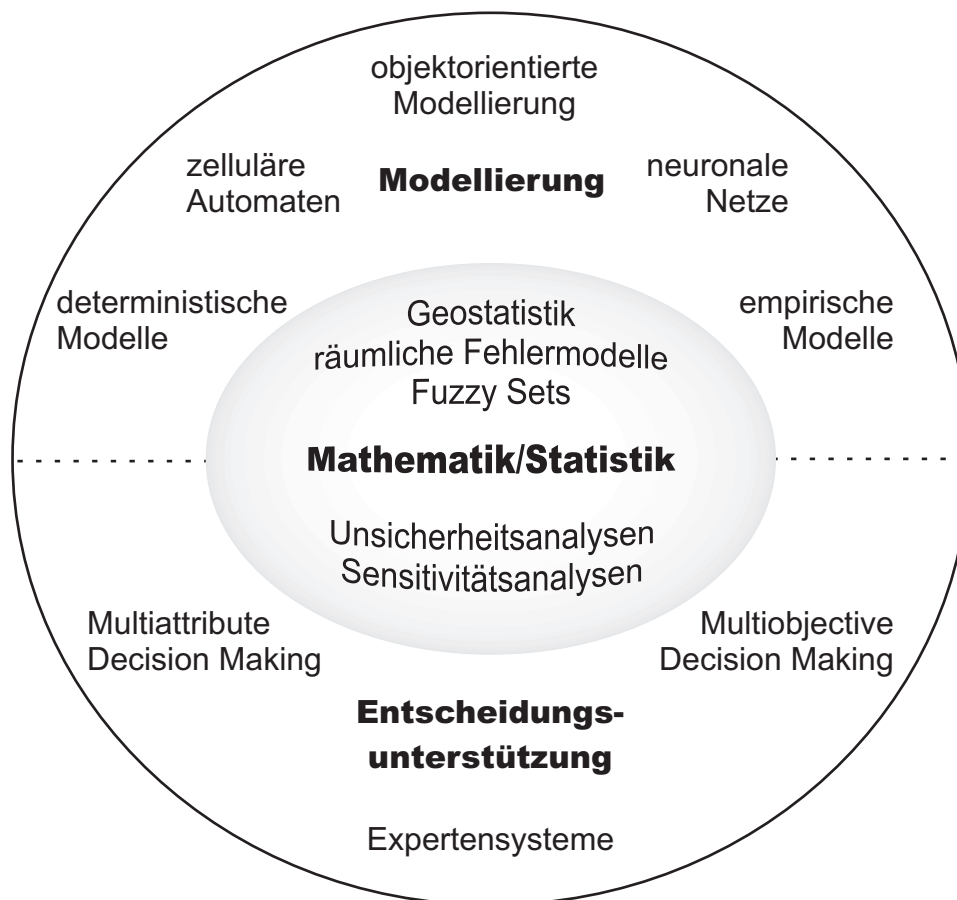 objektorientierte
Modellierung
zelluläre
Automaten
Modellierung
neuronale
Netze
deterministische
Modelle
Geostatistik
räumliche Fehlermodelle
Fuzzy Sets
empirische
Modelle
Mathematik/Statistik
Unsicherheitsanalysen
Sensitivitätsanalysen
Multiattribute
Decision Making
Multiobjective
Decision Making
Entscheidungs-
unterstützung
Expertensysteme